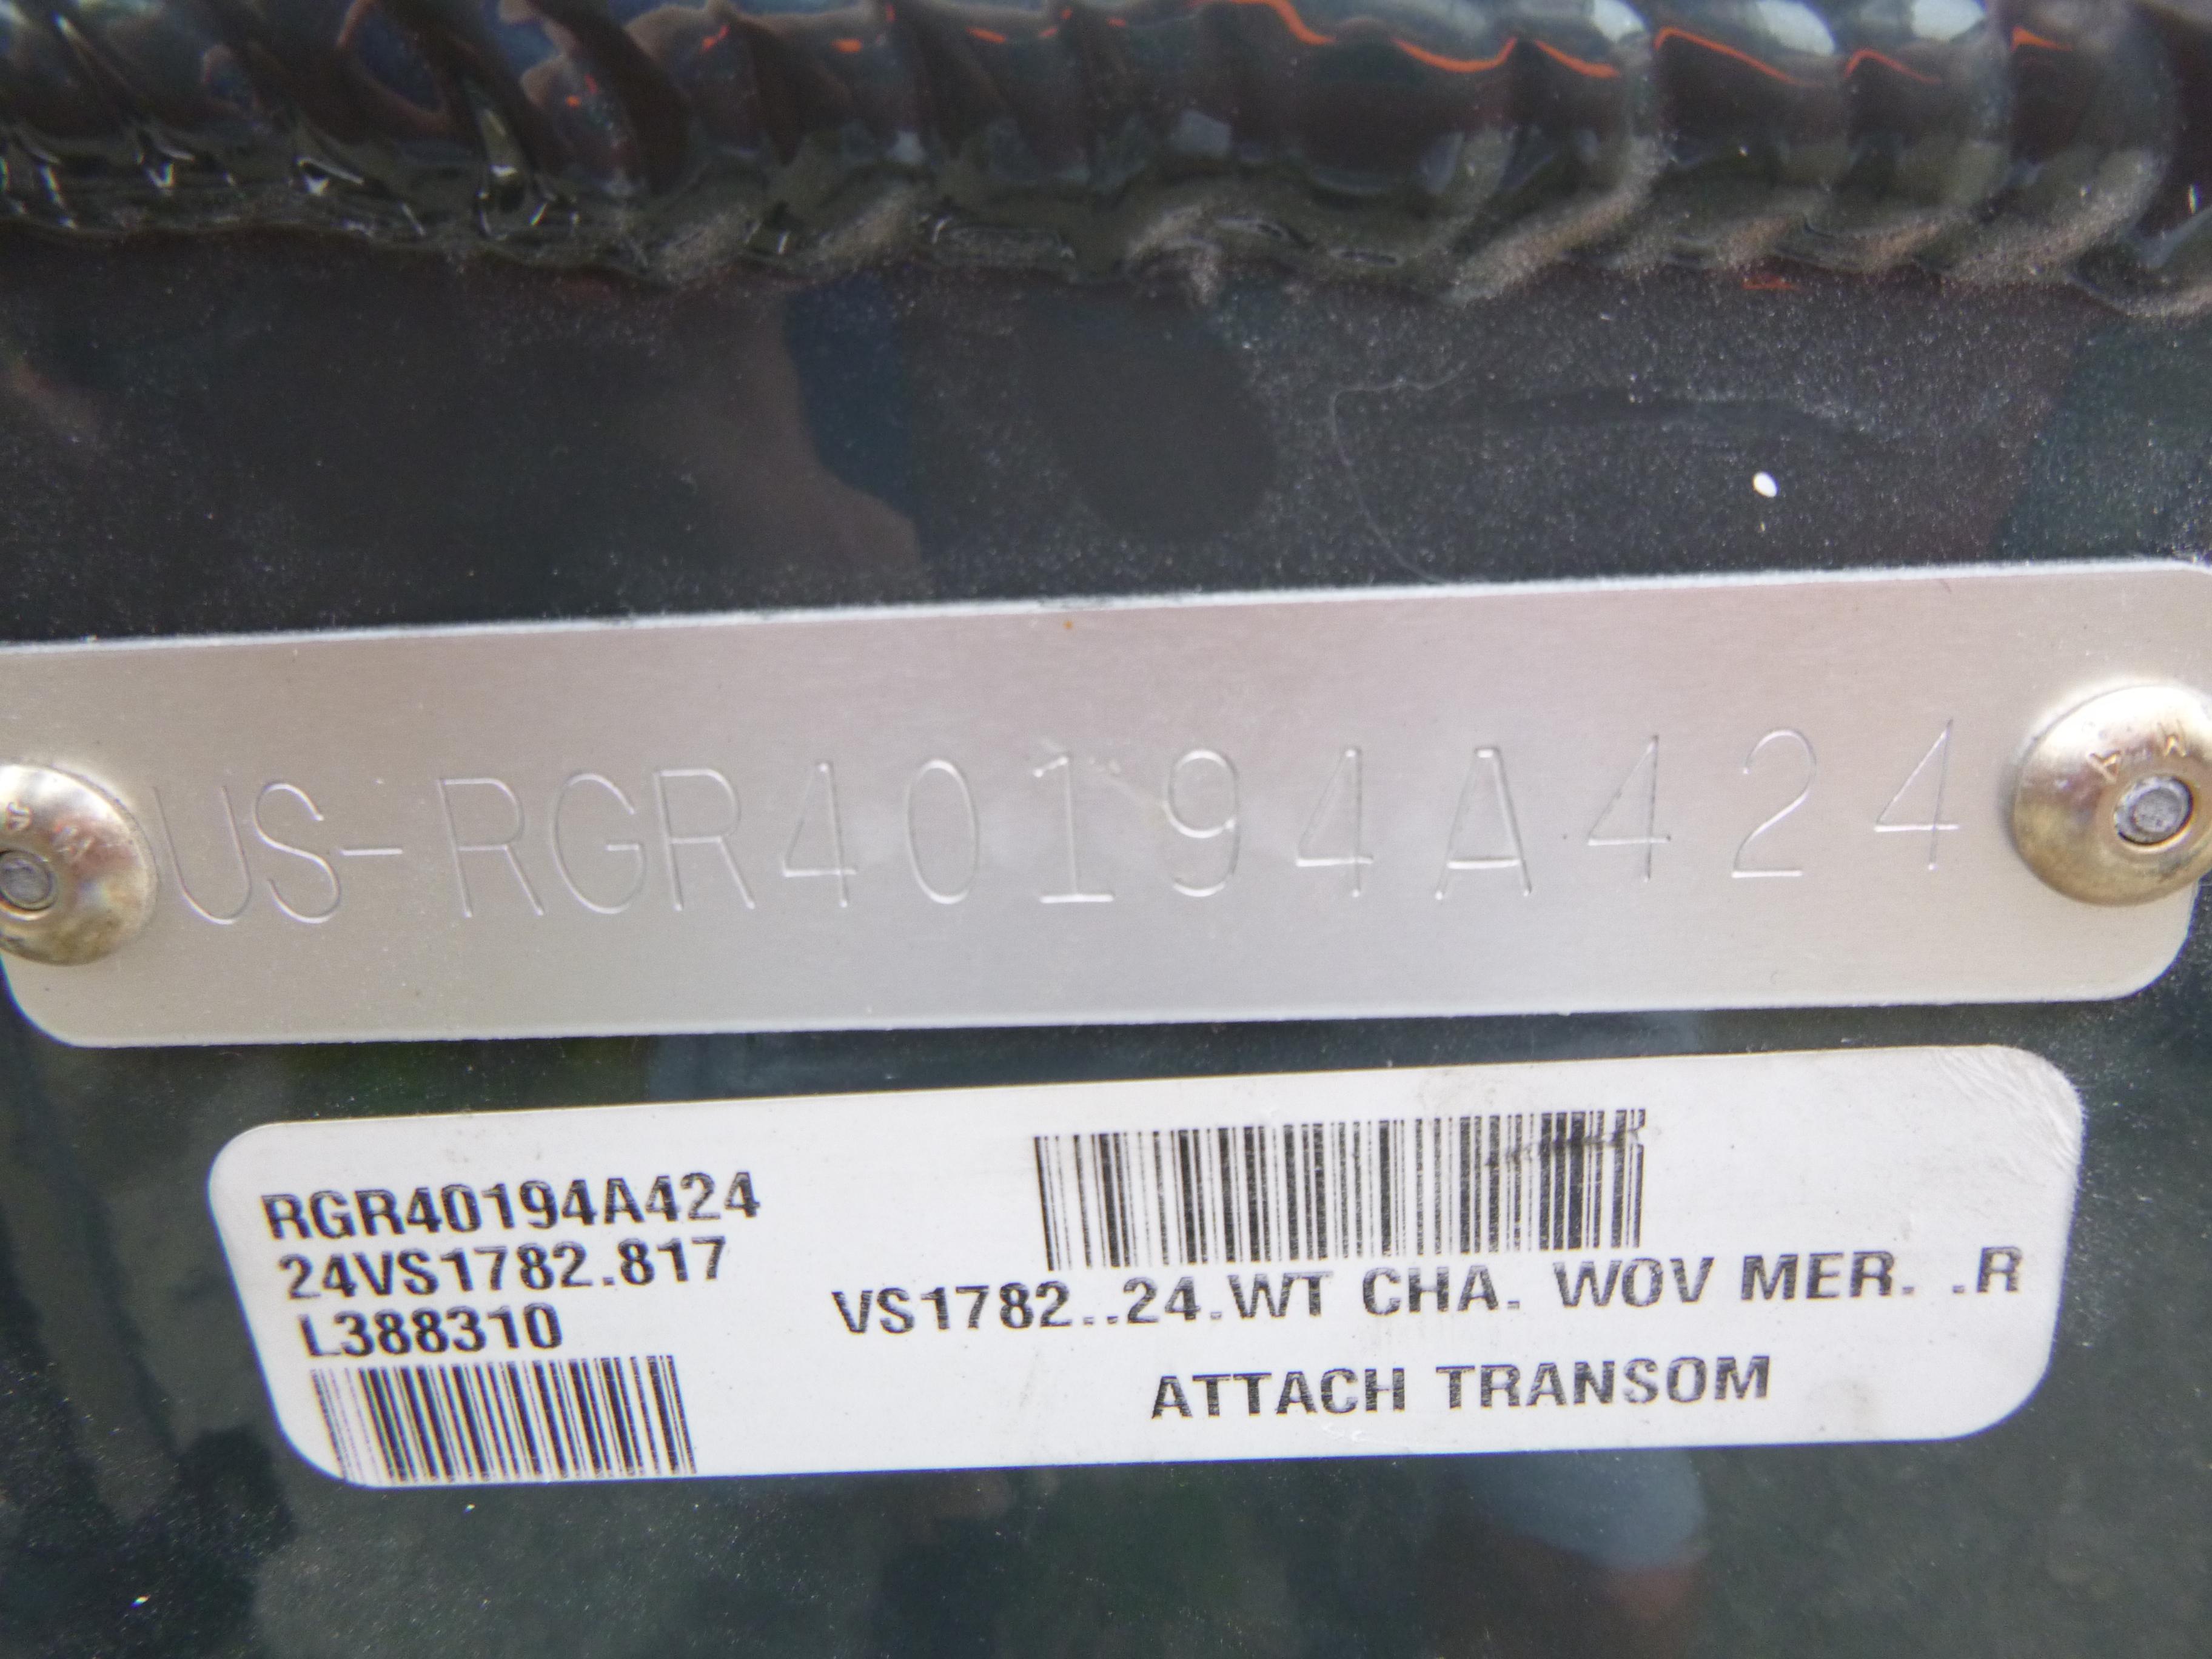 US-RGR40194A424
RGR40194A424
24VS1782.817
L388310
VS1782..24.WT CHA. WOV MER. .R
ATTACH TRANSOM